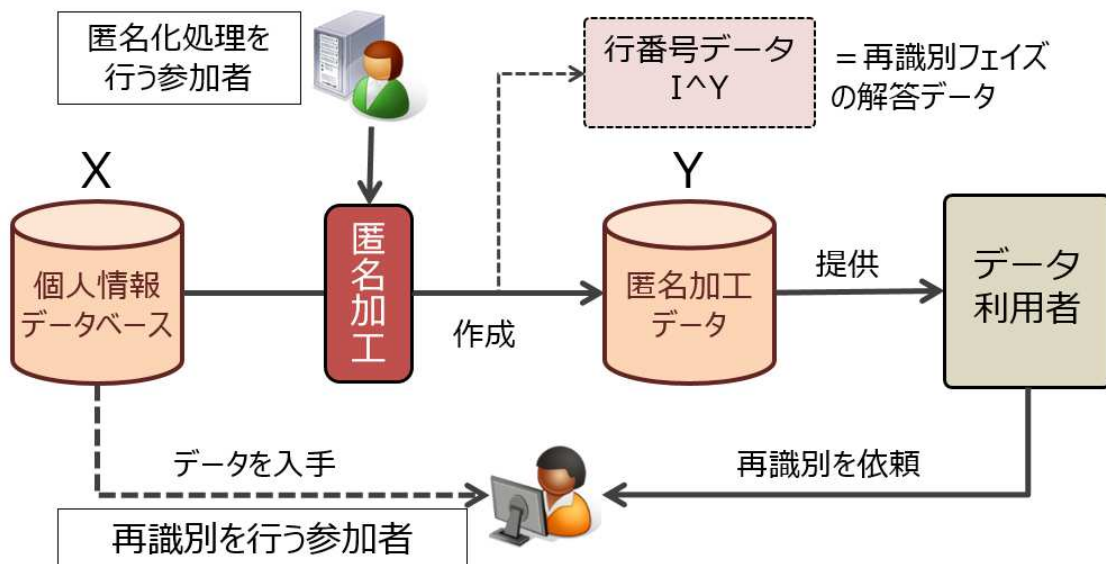 匿名化処理を
行う参加者
行番号データ
I^Y
＝再識別フェイズ
の解答データ
X
Y
個人情報
データベース
匿名加工
作成
匿名加工
データ
提供
データ
利用者
データを入手
再識別を依頼
再識別を行う参加者